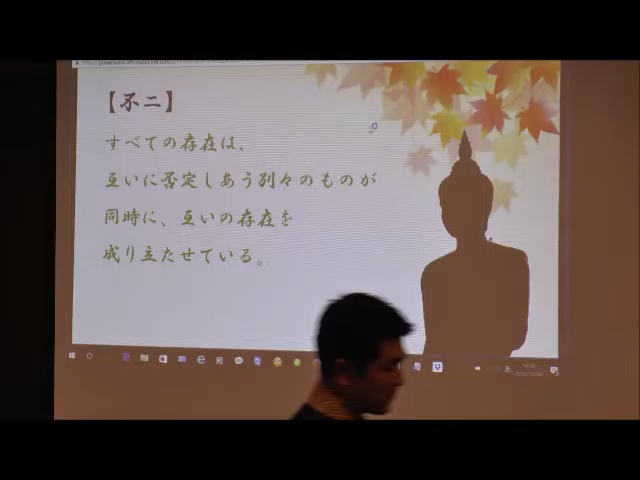 【不二】
すべての存在は、
互いに否定しあう別々のものが
同時に、互いの存在を
成り立たせている。